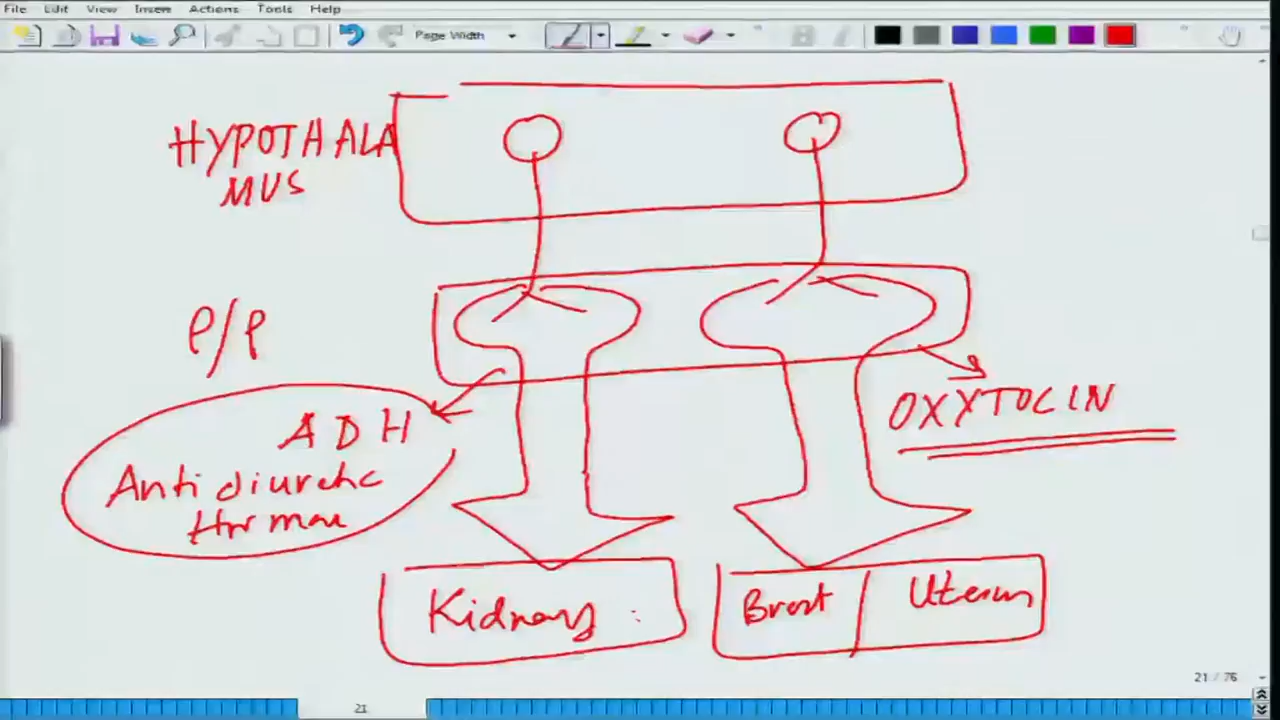 File Edit View Insert Actions Tools Help
Page Width
HYPOTHALA
MUS
P/P
ADH
Antidiuretic
Hormone
OXYTOCIN
Kidney
Breast
Uterus
21 / 76
21